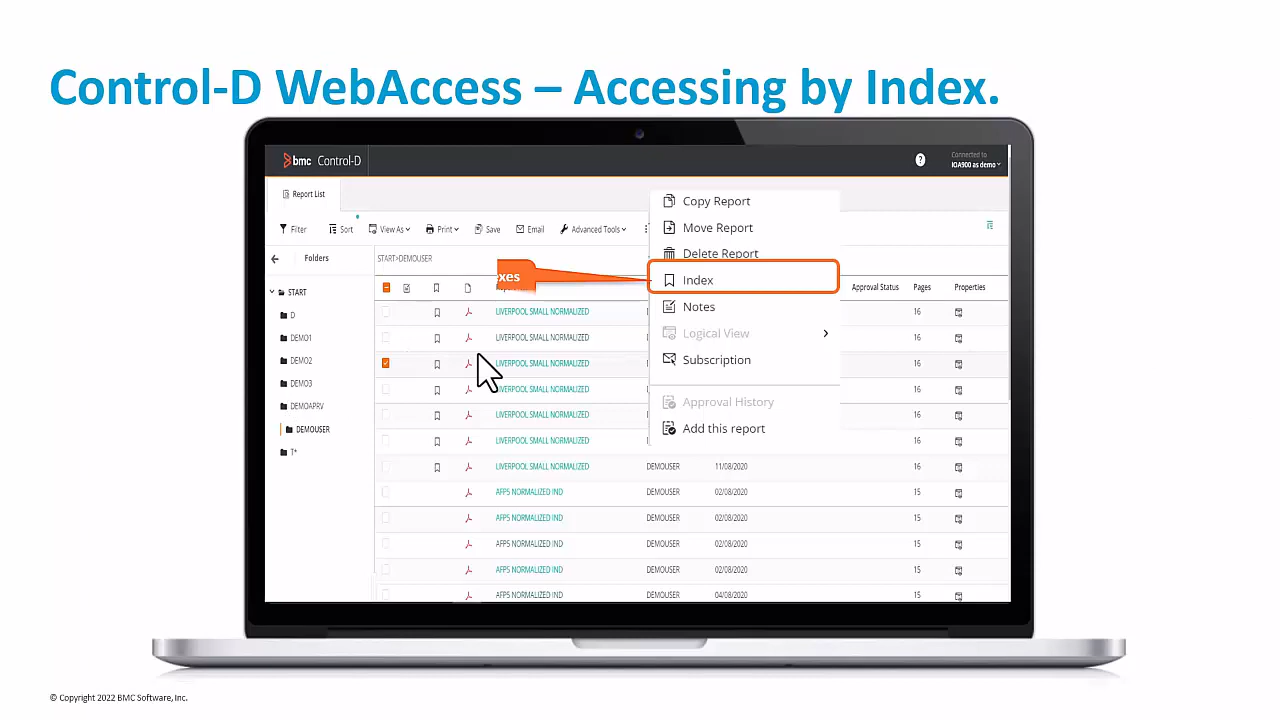 Control-D WebAccess – Accessing by Index.
bmc Control-D
Connected to
IOA900 as demo
Report List
Filter Sort View As Print Save Email Advanced Tools
Copy Report
Move Report
Delete Report
Index
Notes
Logical View
Subscription
Approval History
Add this report
xes
Folders
START>DEMOUSER
Approval Status Pages Properties
START
D
DEMO1
DEMO2
DEMO3
DEMOAPRV
DEMOUSER
T*
LIVERPOOL SMALL NORMALIZED 16
LIVERPOOL SMALL NORMALIZED 16
LIVERPOOL SMALL NORMALIZED 16
LIVERPOOL SMALL NORMALIZED 16
LIVERPOOL SMALL NORMALIZED 16
LIVERPOOL SMALL NORMALIZED 16
LIVERPOOL SMALL NORMALIZED DEMOUSER 11/08/2020 16
AFPS NORMALIZED IND DEMOUSER 02/08/2020 15
AFPS NORMALIZED IND DEMOUSER 02/08/2020 15
AFPS NORMALIZED IND DEMOUSER 02/08/2020 15
AFPS NORMALIZED IND DEMOUSER 02/08/2020 15
AFPS NORMALIZED IND DEMOUSER 04/08/2020 15
© Copyright 2022 BMC Software, Inc.